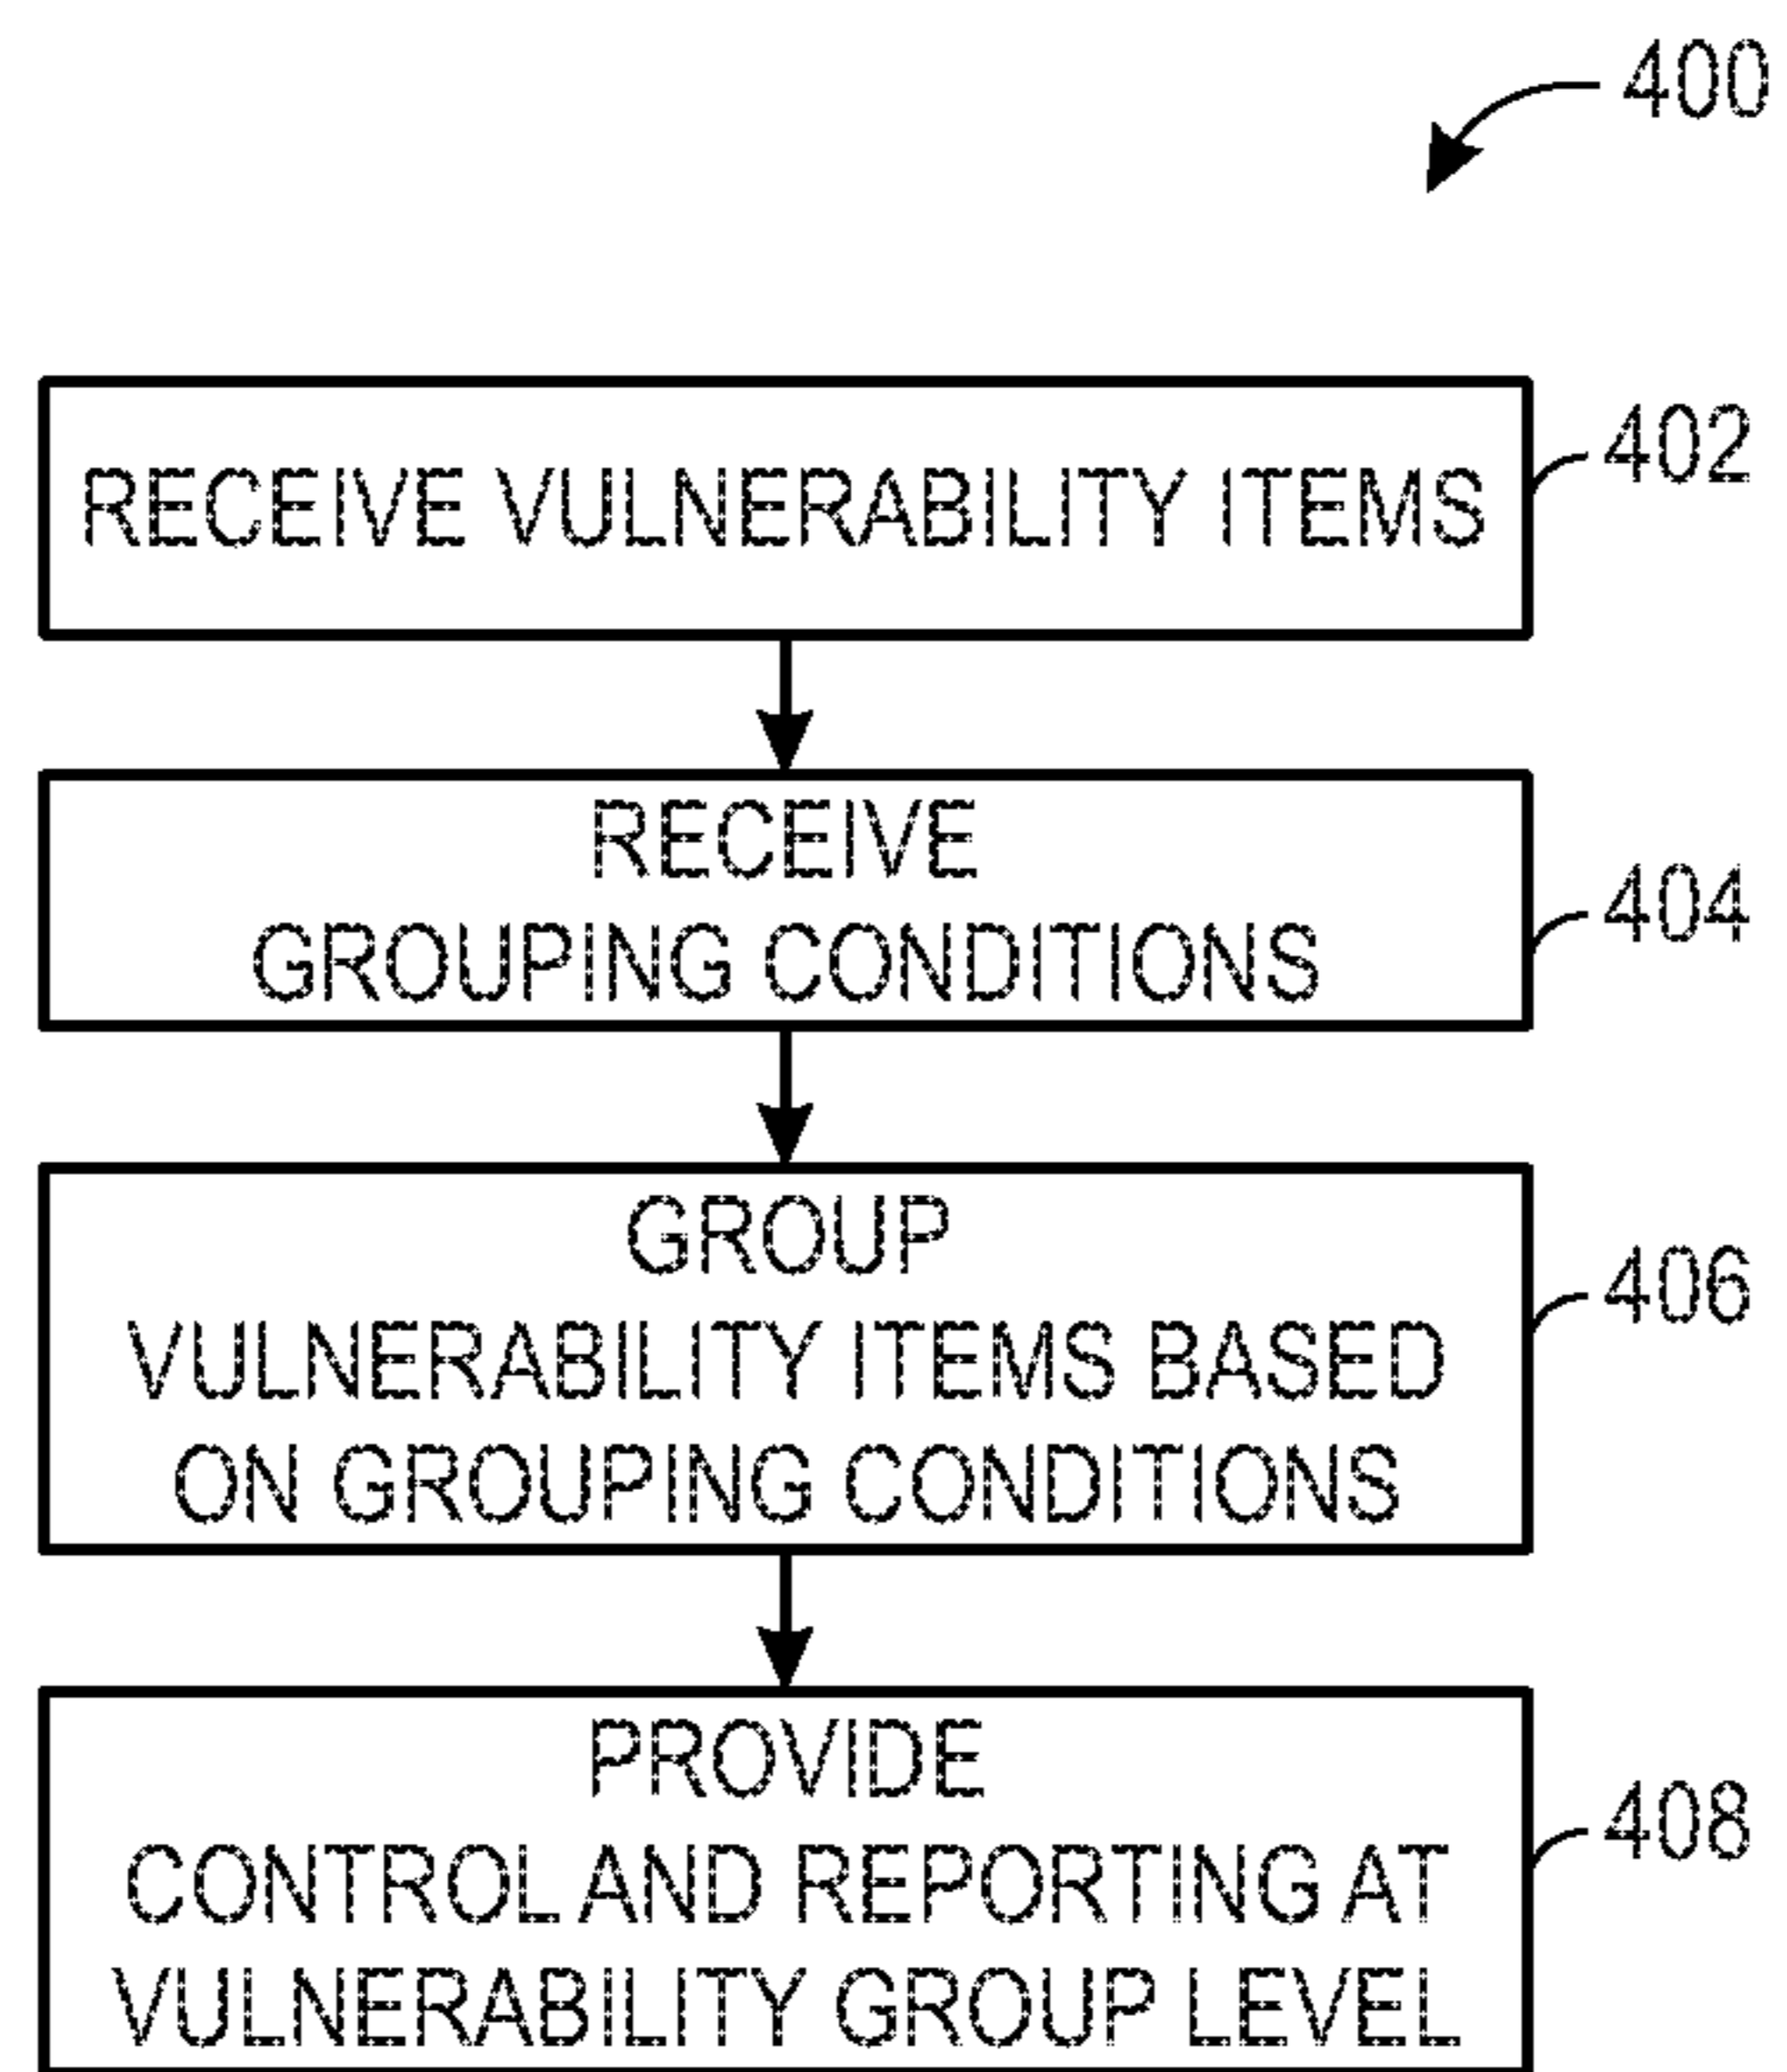 400
RECEIVE VULNERABILITY ITEMS
402
RECEIVE
GROUPING CONDITIONS
404
GROUP
VULNERABILITY ITEMS BASED
ON GROUPING CONDITIONS
406
PROVIDE
CONTROL AND REPORTING AT
VULNERABILITY GROUP LEVEL
408